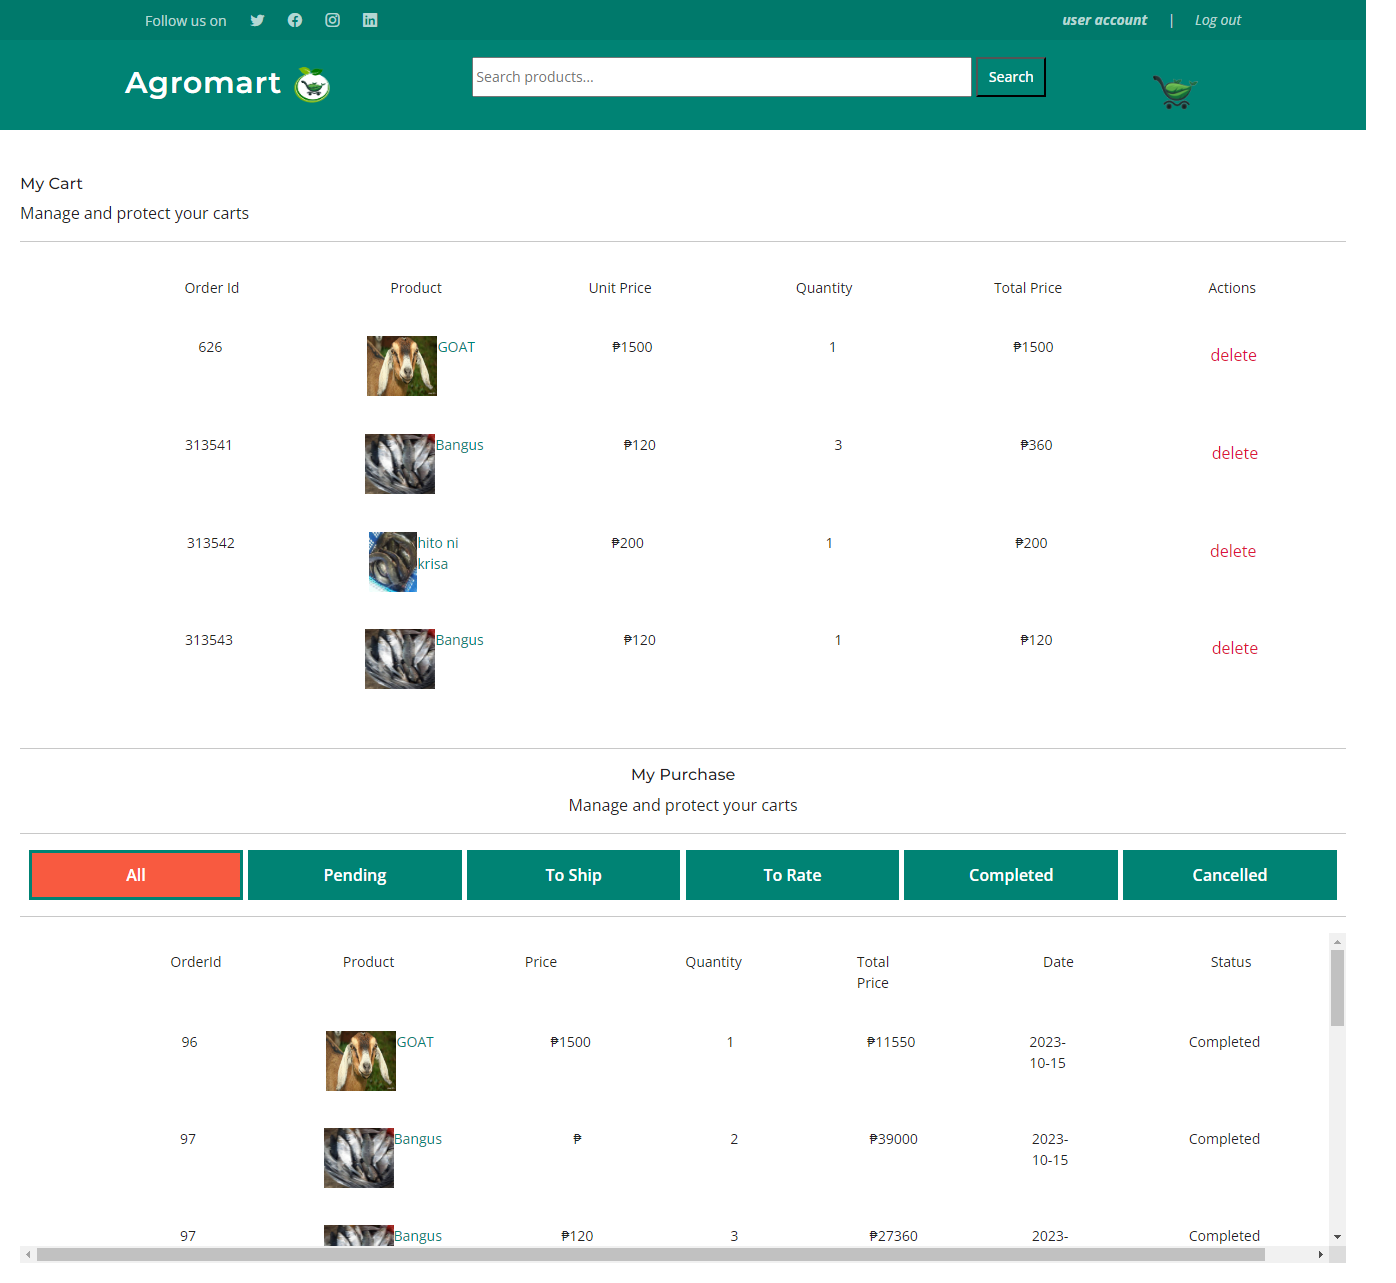 Follow us on
user account | Log out
Agromart
Search products...
Search
My Cart
Manage and protect your carts
Order Id Product Unit Price Quantity Total Price Actions
626 GOAT ₱1500 1 ₱1500 delete
313541 Bangus ₱120 3 ₱360 delete
313542 hito ni ₱200 1 ₱200 delete
krisa
313543 Bangus ₱120 1 ₱120 delete
My Purchase
Manage and protect your carts
All Pending To Ship To Rate Completed Cancelled
OrderId Product Price Quantity Total Date Status
Price
96 GOAT ₱1500 1 ₱11550 2023- Completed
10-15
97 Bangus ₱ 2 ₱39000 2023- Completed
10-15
97 Bangus ₱120 3 ₱27360 2023- Completed